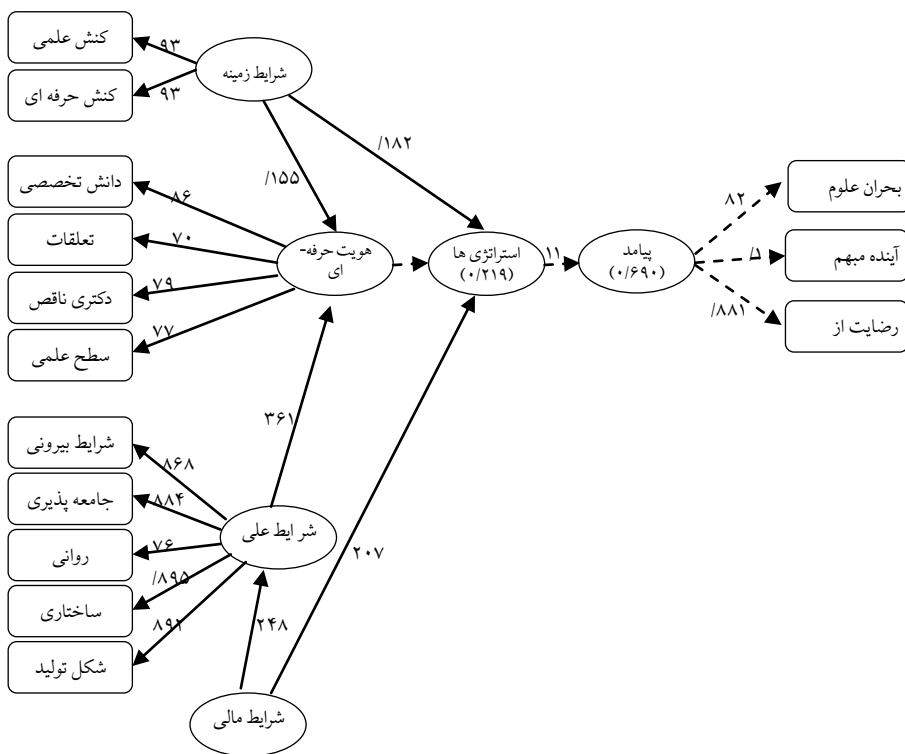 کنش علمی
۹۳
شرایط زمینه
کنش حرفه ای
۹۳
/۱۸۲
/۱۵۵
دانش تخصصی
۸۶
بحران علوم
۸۲
تعلقات
۷۰
هویت حرفه-
ای
استراتژی ها
(۰/۲۱۹)
۱۱
پیامد
(۰/۶۹۰)
/۵
آینده مبهم
دکتری ناقص
۷۹
/۸۸۱
رضایت از
سطح علمی
۷۷
۳۶۱
شرایط بیرونی
۸۶۸
جامعه پذیری
۸۸۴
شرایط علی
روانی
۷۶
۲۰۷
/۸۹۵
ساختاری
۸۹۲
۲۴۸
شکل تولید
شرایط مالی